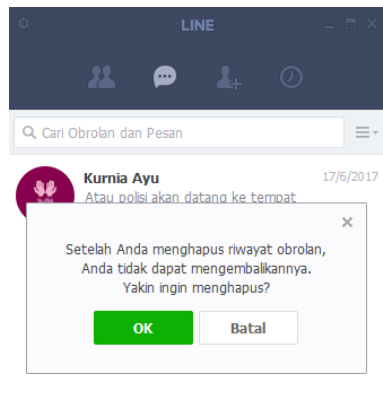 LINE
Cari Obrolan dan Pesan
Kurnia Ayu
17/6/2017
Atau polisi akan datang ke tempat
Setelah Anda menghapus riwayat obrolan,
Anda tidak dapat mengembalikannya.
Yakin ingin menghapus?
OK
Batal